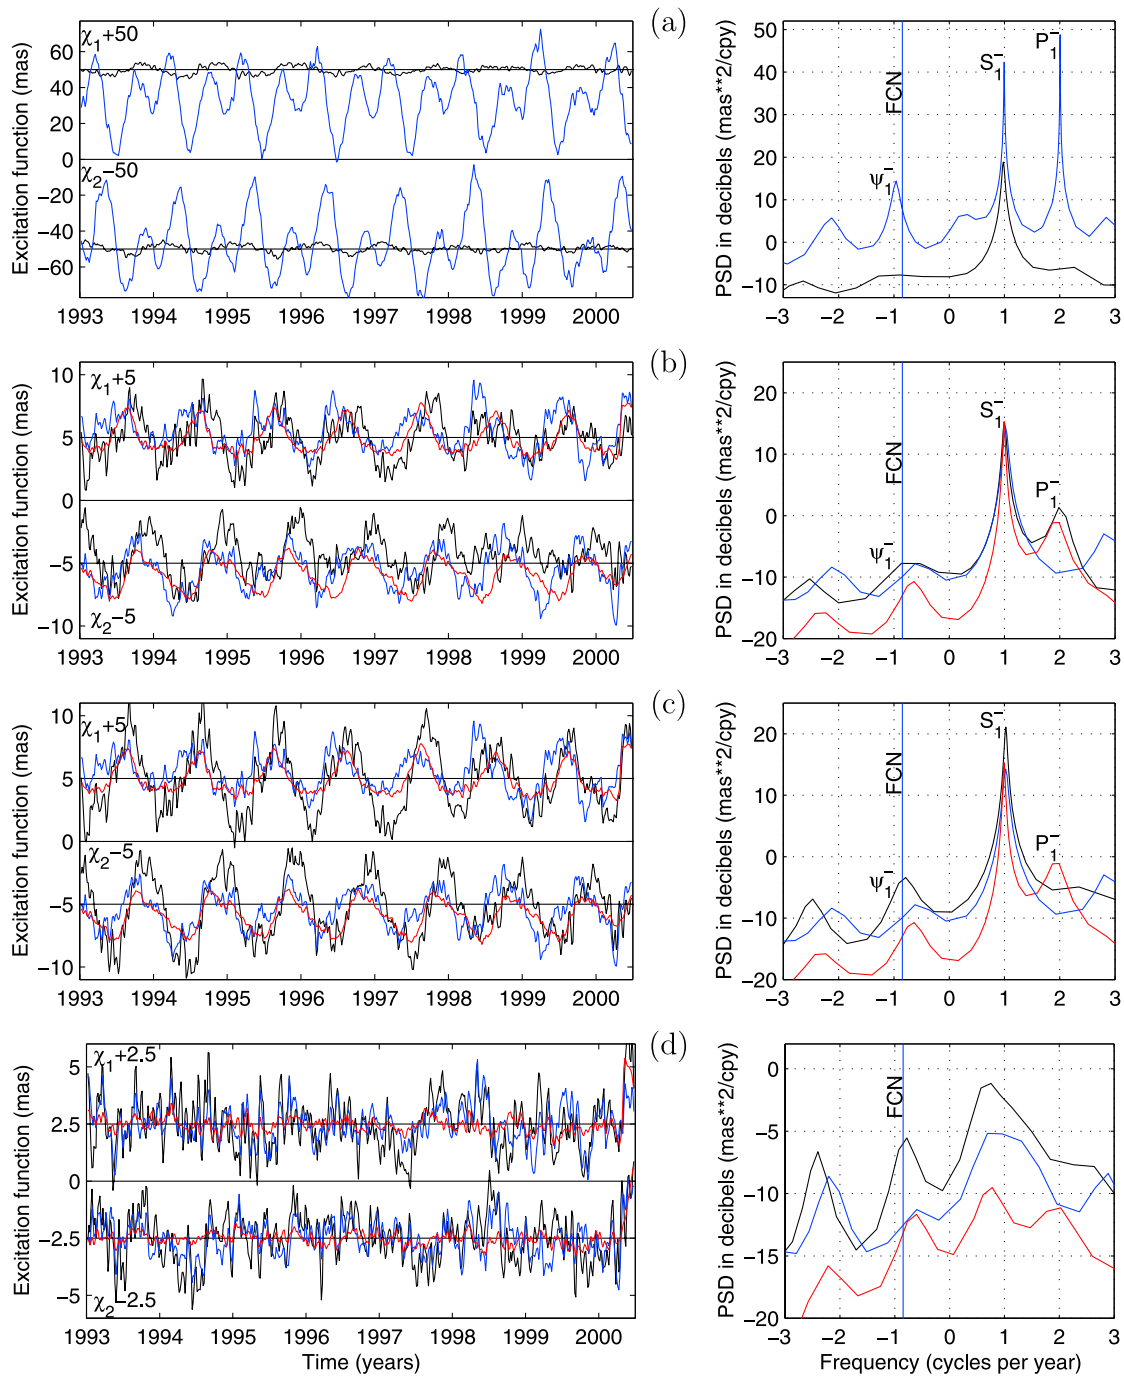 (a)
Excitation function (mas)
χ₁+50
χ₂−50
60
40
20
0
−20
−40
−60
1993 1994 1995 1996 1997 1998 1999 2000
PSD in decibels (mas**2/cpy)
50
40
30
20
10
0
−10
FCN
ψ₁⁻
S₁⁻
P₁⁻
−3 −2 −1 0 1 2 3
(b)
Excitation function (mas)
χ₁+5
χ₂−5
10
5
0
−5
−10
1993 1994 1995 1996 1997 1998 1999 2000
PSD in decibels (mas**2/cpy)
20
10
0
−10
−20
FCN
ψ₁⁻
S₁⁻
P₁⁻
−3 −2 −1 0 1 2 3
(c)
Excitation function (mas)
χ₁+5
χ₂−5
10
5
0
−5
−10
1993 1994 1995 1996 1997 1998 1999 2000
PSD in decibels (mas**2/cpy)
20
10
0
−10
−20
FCN
ψ₁⁻
S₁⁻
P₁⁻
−3 −2 −1 0 1 2 3
(d)
Excitation function (mas)
χ₁+2.5
χ₂−2.5
5
2.5
0
−2.5
−5
1993 1994 1995 1996 1997 1998 1999 2000
Time (years)
PSD in decibels (mas**2/cpy)
0
−5
−10
−15
−20
FCN
−3 −2 −1 0 1 2 3
Frequency (cycles per year)